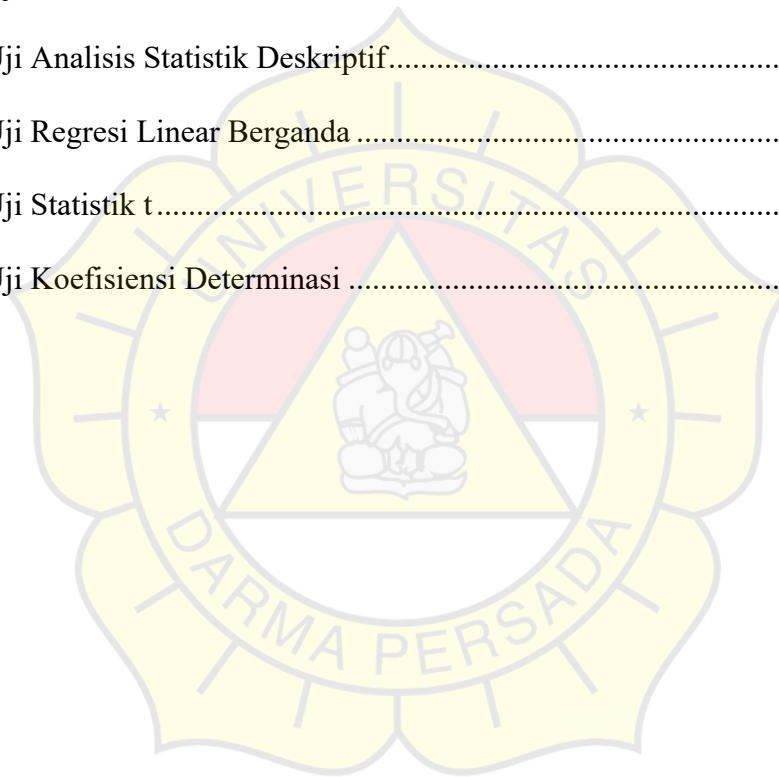 Uji Analisis Statistik Deskriptif.................................................
Uji Regresi Linear Berganda .....................................................
Uji Statistik t...............................................................................
Uji Koefisiensi Determinasi ......................................................
UNIVERSITAS
DARMA PERSADA